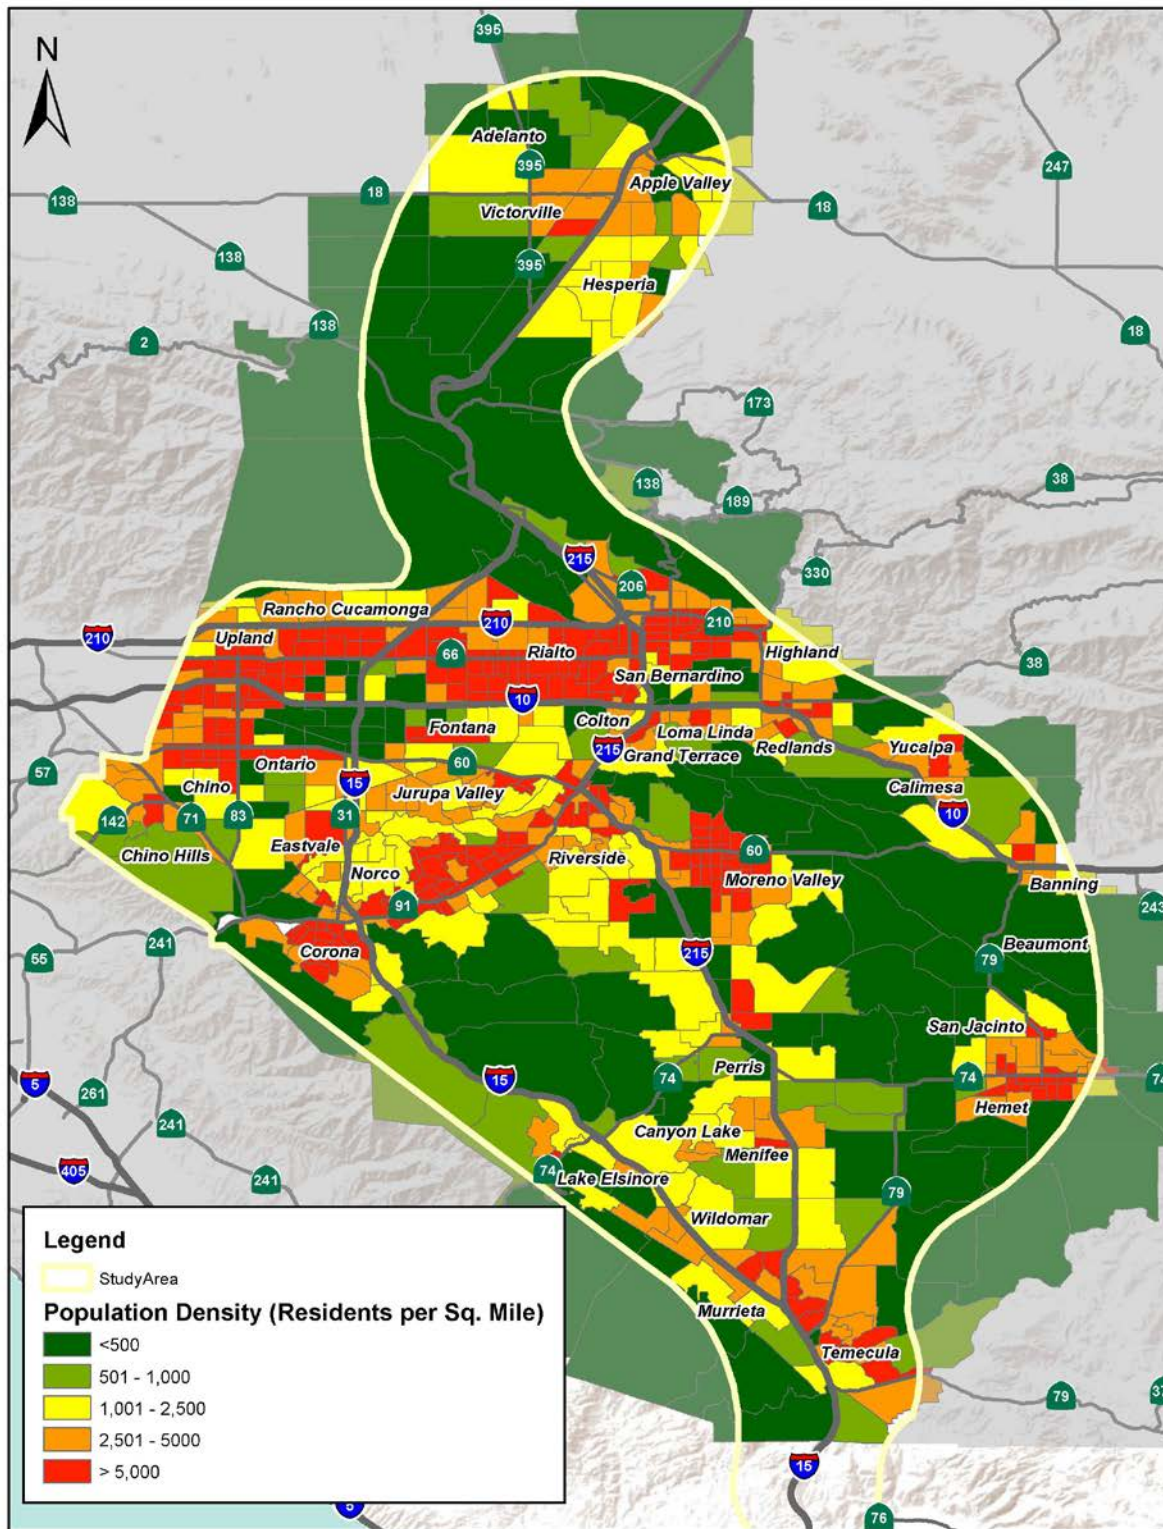 395
N
Adelanto
395
247
138
18
Apple Valley
18
Victorville
138
395
Hesperia
138
18
2
173
138
38
189
215
330
206
Rancho Cucamonga
210
Upland
210
210
66
Rialto
Highland
38
San Bernardino
10
Colton
Fontana
Loma Linda
215
Redlands
Yucaipa
57
Ontario
60
Grand Terrace
15
Chino
Jurupa Valley
Calimesa
142
71
83
31
10
Eastvale
Chino Hills
Riverside
60
Norco
Moreno Valley
Banning
91
243
241
55
Corona
215
Beaumont
79
San Jacinto
Perris
15
74
74
74
5
261
Hemet
241
Canyon Lake
Menifee
405
241
74
Lake Elsinore
79
Wildomar
Legend
StudyArea
Population Density (Residents per Sq. Mile)
Murrieta
<500
Temecula
501 - 1,000
1,001 - 2,500
79
2,501 - 5000
> 5,000
15
5
76